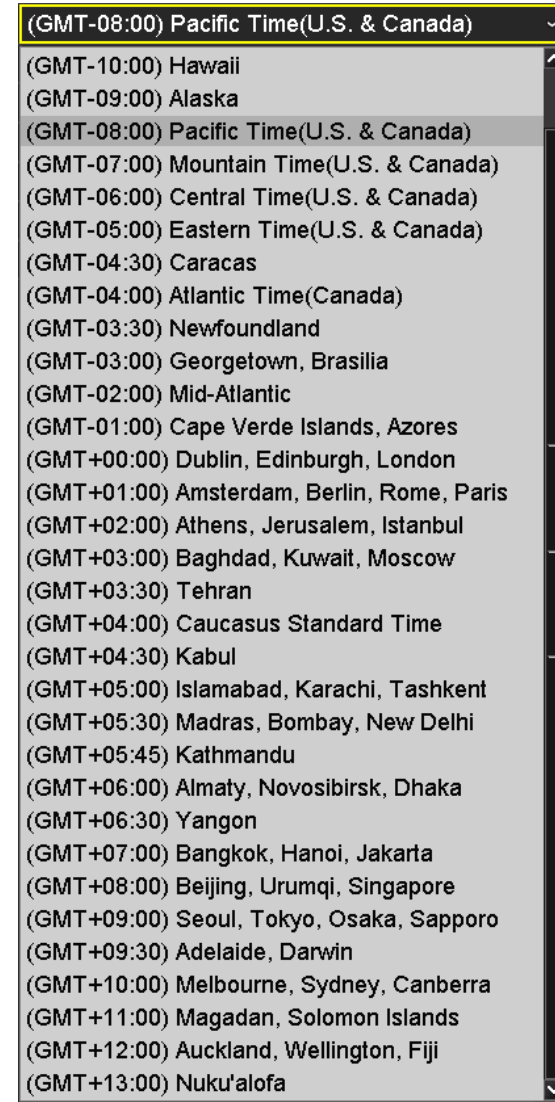 (GMT-08:00) Pacific Time(U.S. & Canada)
(GMT-10:00) Hawaii
(GMT-09:00) Alaska
(GMT-08:00) Pacific Time(U.S. & Canada)
(GMT-07:00) Mountain Time(U.S. & Canada)
(GMT-06:00) Central Time(U.S. & Canada)
(GMT-05:00) Eastern Time(U.S. & Canada)
(GMT-04:30) Caracas
(GMT-04:00) Atlantic Time(Canada)
(GMT-03:30) Newfoundland
(GMT-03:00) Georgetown, Brasilia
(GMT-02:00) Mid-Atlantic
(GMT-01:00) Cape Verde Islands, Azores
(GMT+00:00) Dublin, Edinburgh, London
(GMT+01:00) Amsterdam, Berlin, Rome, Paris
(GMT+02:00) Athens, Jerusalem, Istanbul
(GMT+03:00) Baghdad, Kuwait, Moscow
(GMT+03:30) Tehran
(GMT+04:00) Caucasus Standard Time
(GMT+04:30) Kabul
(GMT+05:00) Islamabad, Karachi, Tashkent
(GMT+05:30) Madras, Bombay, New Delhi
(GMT+05:45) Kathmandu
(GMT+06:00) Almaty, Novosibirsk, Dhaka
(GMT+06:30) Yangon
(GMT+07:00) Bangkok, Hanoi, Jakarta
(GMT+08:00) Beijing, Urumqi, Singapore
(GMT+09:00) Seoul, Tokyo, Osaka, Sapporo
(GMT+09:30) Adelaide, Darwin
(GMT+10:00) Melbourne, Sydney, Canberra
(GMT+11:00) Magadan, Solomon Islands
(GMT+12:00) Auckland, Wellington, Fiji
(GMT+13:00) Nuku'alofa